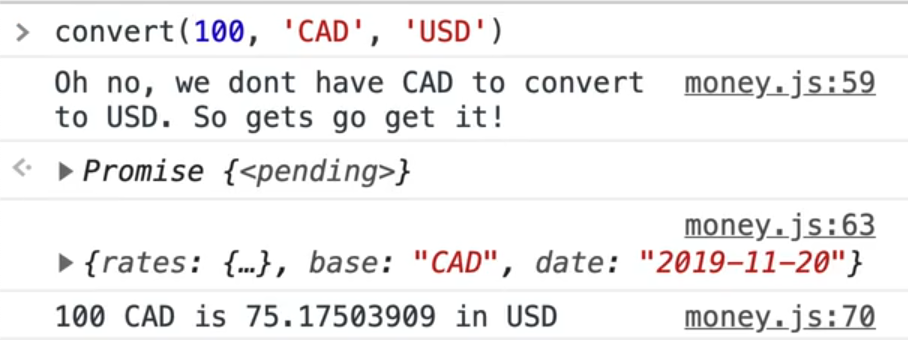 > convert(100, 'CAD', 'USD')
Oh no, we dont have CAD to convert money.js:59
to USD. So gets go get it!
<· ▶ Promise {<pending>}
money.js:63
▶ {rates: {…}, base: "CAD", date: "2019-11-20"}
100 CAD is 75.17503909 in USD money.js:70